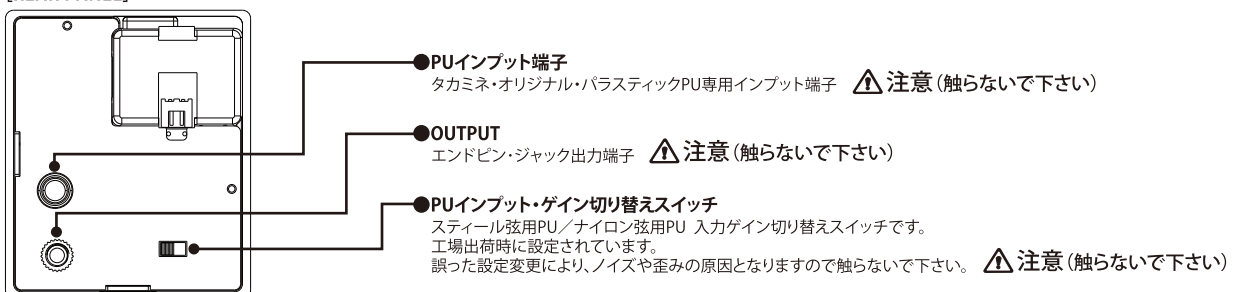 ●PUインプット端子
タカミネ・オリジナル・パラスティックPU専用インプット端子 注意(触らないで下さい)
●OUTPUT
エンドピン・ジャック出力端子 注意(触らないで下さい)
●PUインプット・ゲイン切り替えスイッチ
スティール弦用PU/ナイロン弦用PU 入力ゲイン切り替えスイッチです。
工場出荷時に設定されています。
誤った設定変更により、ノイズや歪みの原因となりますので触らないで下さい。 注意(触らないで下さい)